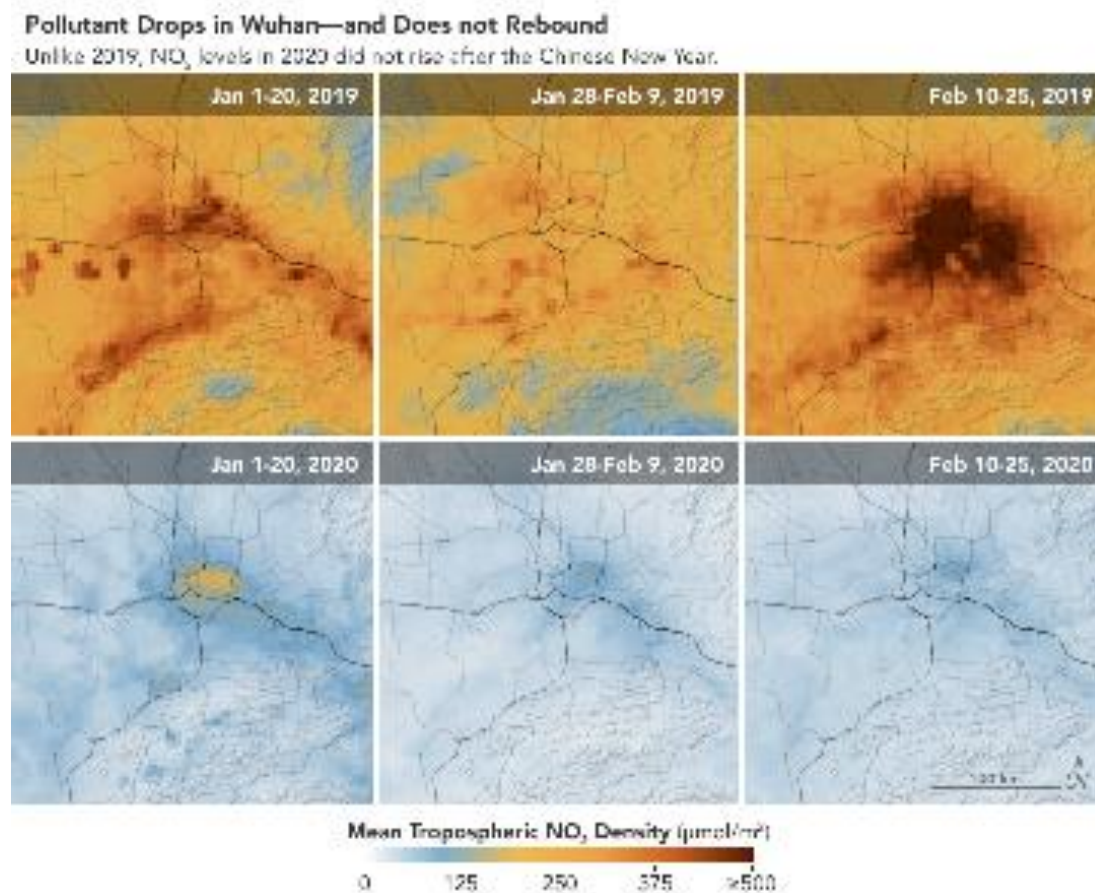 Pollutant Drops in Wuhan—and Does not Rebound
Unlike 2019, NO₂ levels in 2020 did not rise after the Chinese New Year.
Jan 1-20, 2019 Jan 28-Feb 9, 2019 Feb 10-25, 2019
Jan 1-20, 2020 Jan 28-Feb 9, 2020 Feb 10-25, 2020
N
Mean Tropospheric NO₂ Density (µmol/m²)
0 125 250 375 ≥500